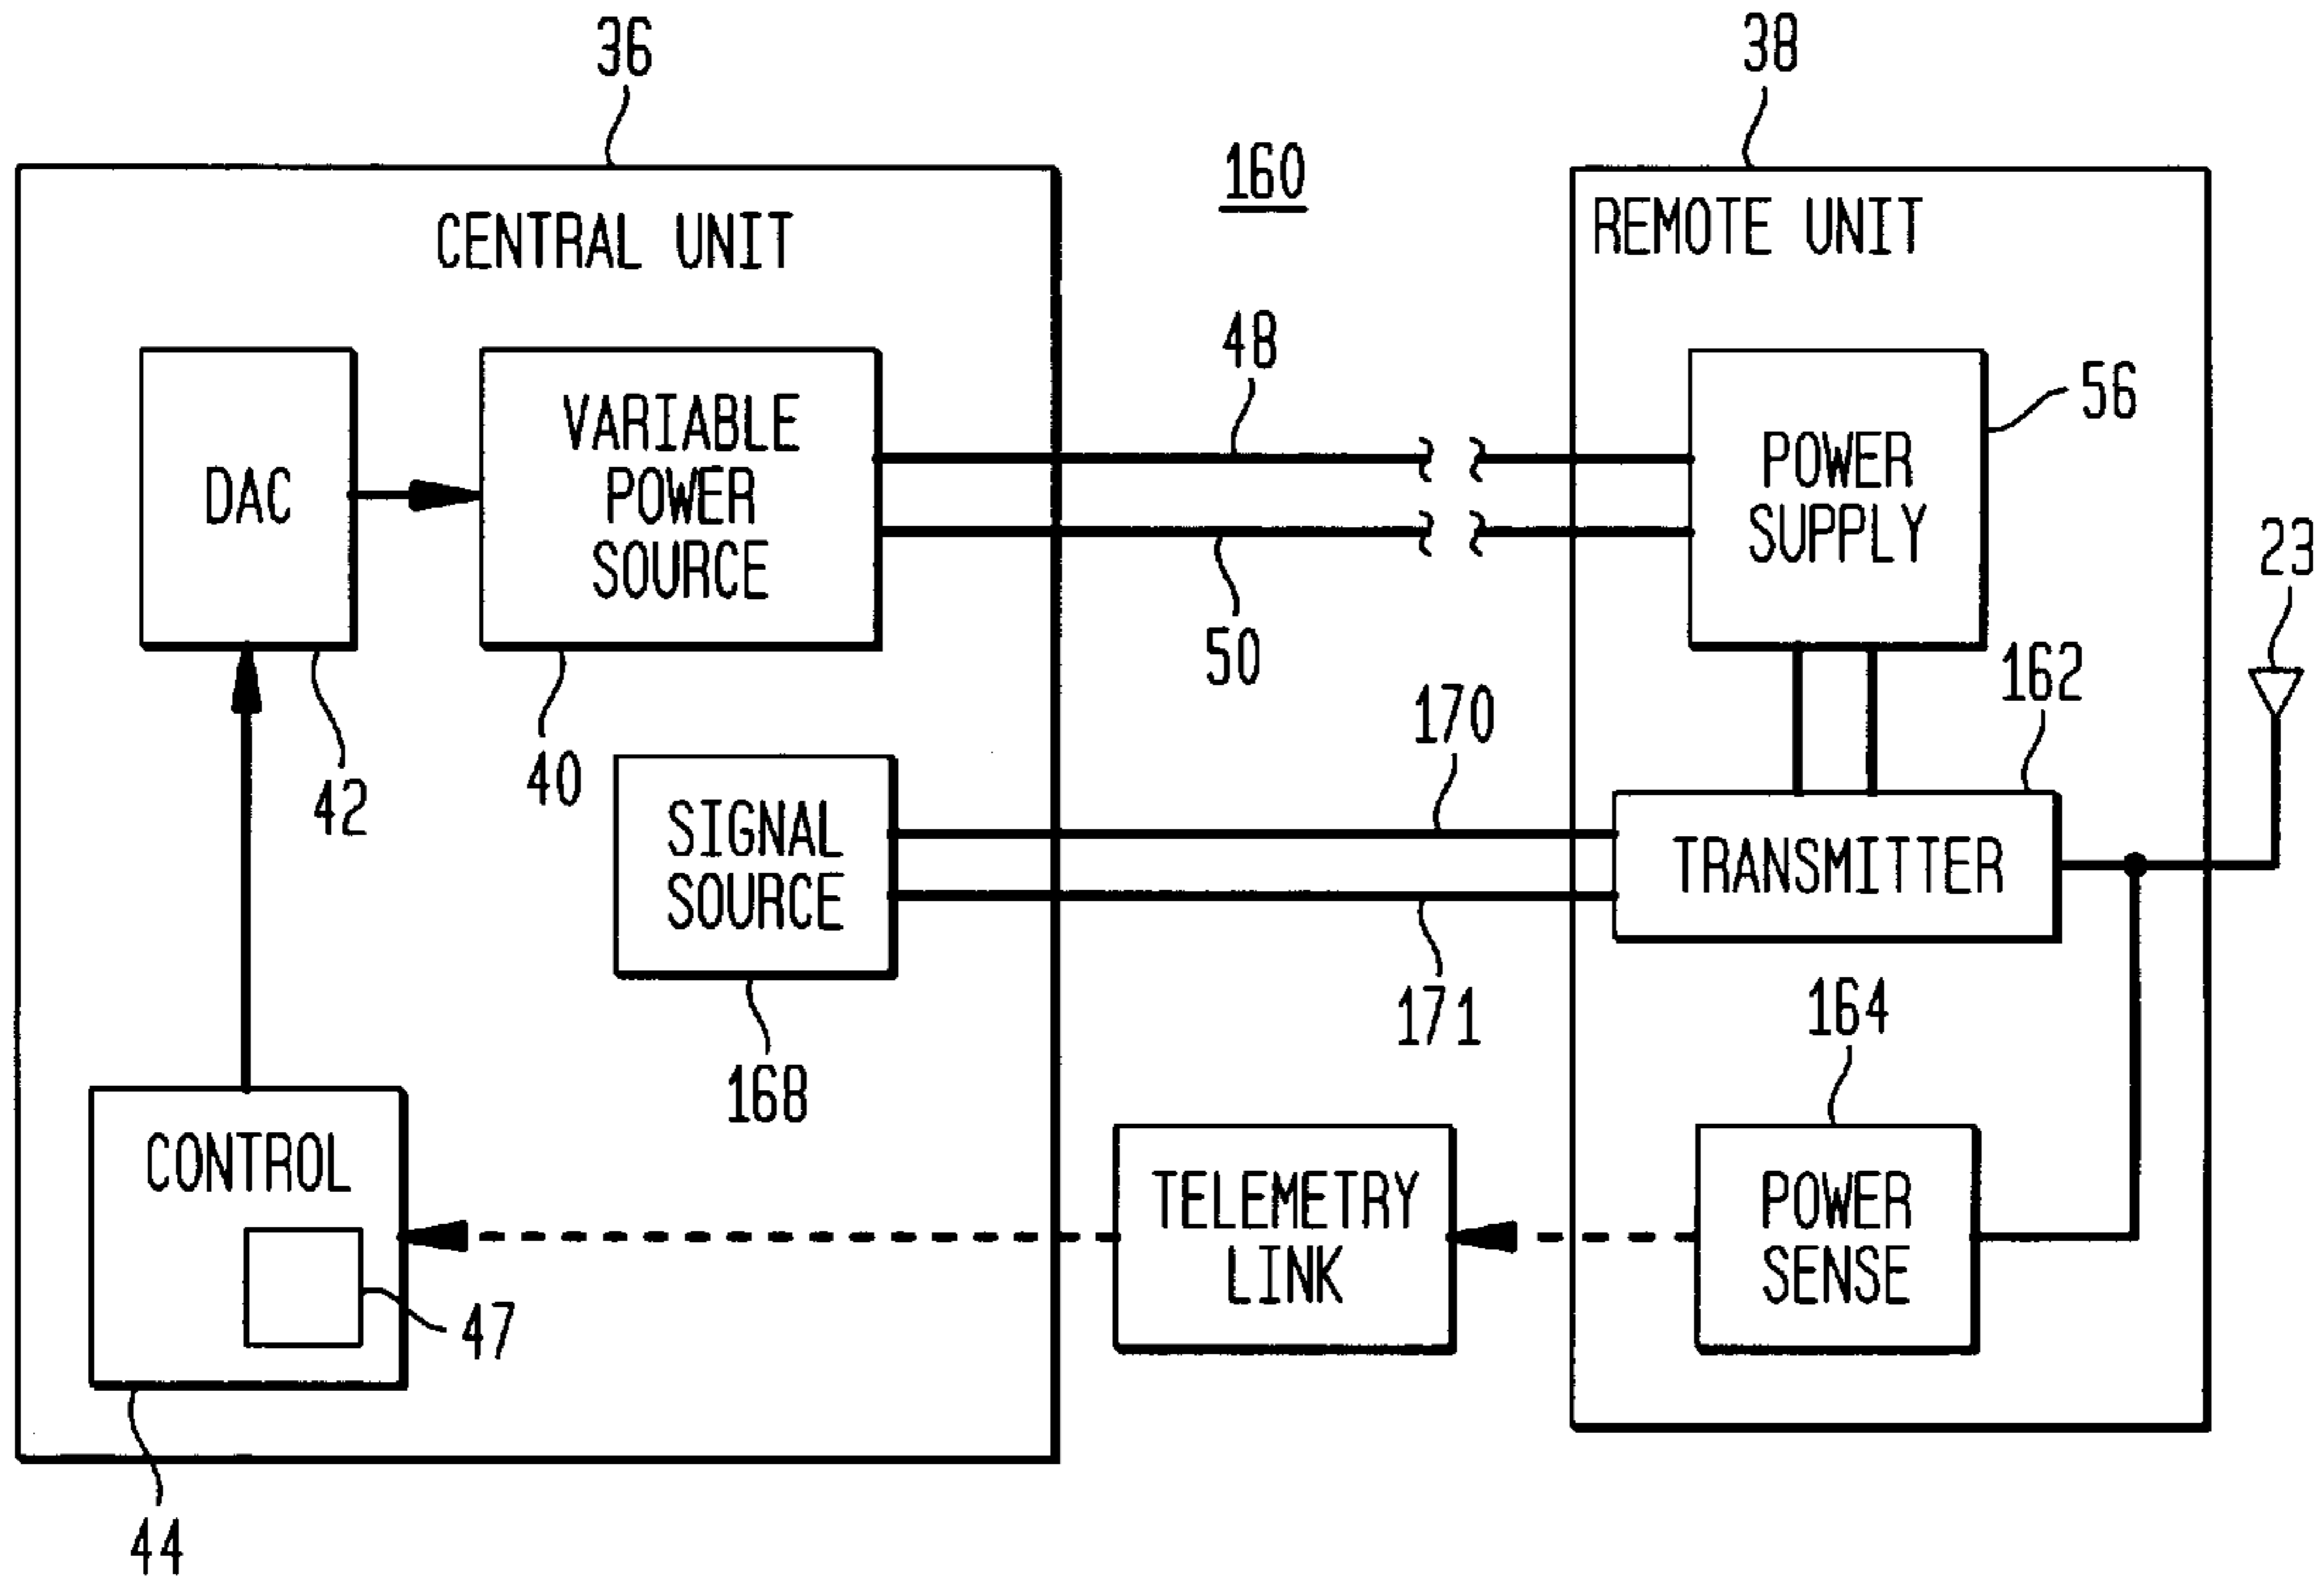 36
38
160
CENTRAL UNIT
REMOTE UNIT
48
DAC
VARIABLE
POWER
SOURCE
POWER
SUPPLY
56
23
50
162
42
40
170
SIGNAL
SOURCE
TRANSMITTER
171
164
168
CONTROL
TELEMETRY
LINK
POWER
SENSE
47
44